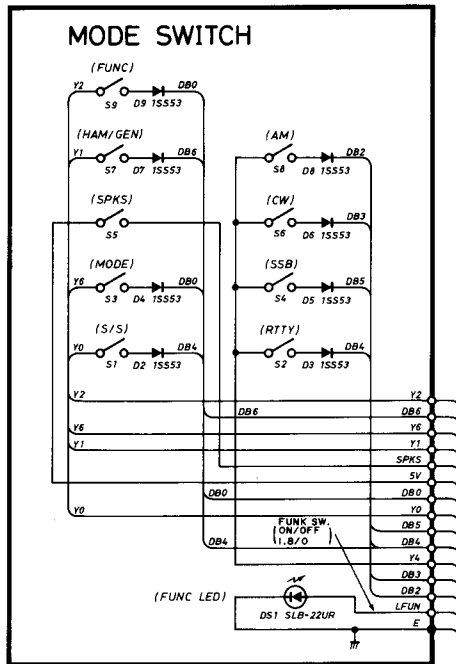 MODE SWITCH
(FUNC)
Y2 DB0
S9 D9 1SS53
(HAM/GEN) (AM)
Y1 DB6 DB2
S7 D7 1SS53 S8 D8 1SS53
(SPKS) (CW)
DB3
S5 S6 D6 1SS53
(MODE) (SSB)
Y6 DB0 DB5
S3 D4 1SS53 S4 D5 1SS53
(S/S) (RTTY)
Y0 DB4 DB4
S1 D2 1SS53 S2 D3 1SS53
Y2 Y2
DB6 DB6
Y6 Y6
Y1 Y1
SPKS
5V
DB0 DB0
Y0 Y0
FUNK SW.
ON/OFF
1.8/0
DB5
DB4 DB4
Y4
DB3
DB2
(FUNC LED)
LFUN
DS1 SLB-22UR
E